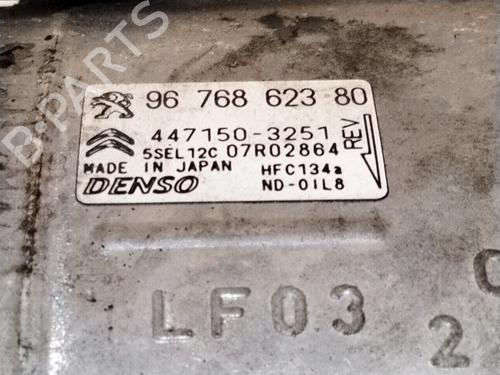 B-PARTS
96 768 623 80
447150-3251
5SEL12C 07R02864
REV
MADE IN JAPAN HFC134a
DENSO ND-OIL8
LF03
2